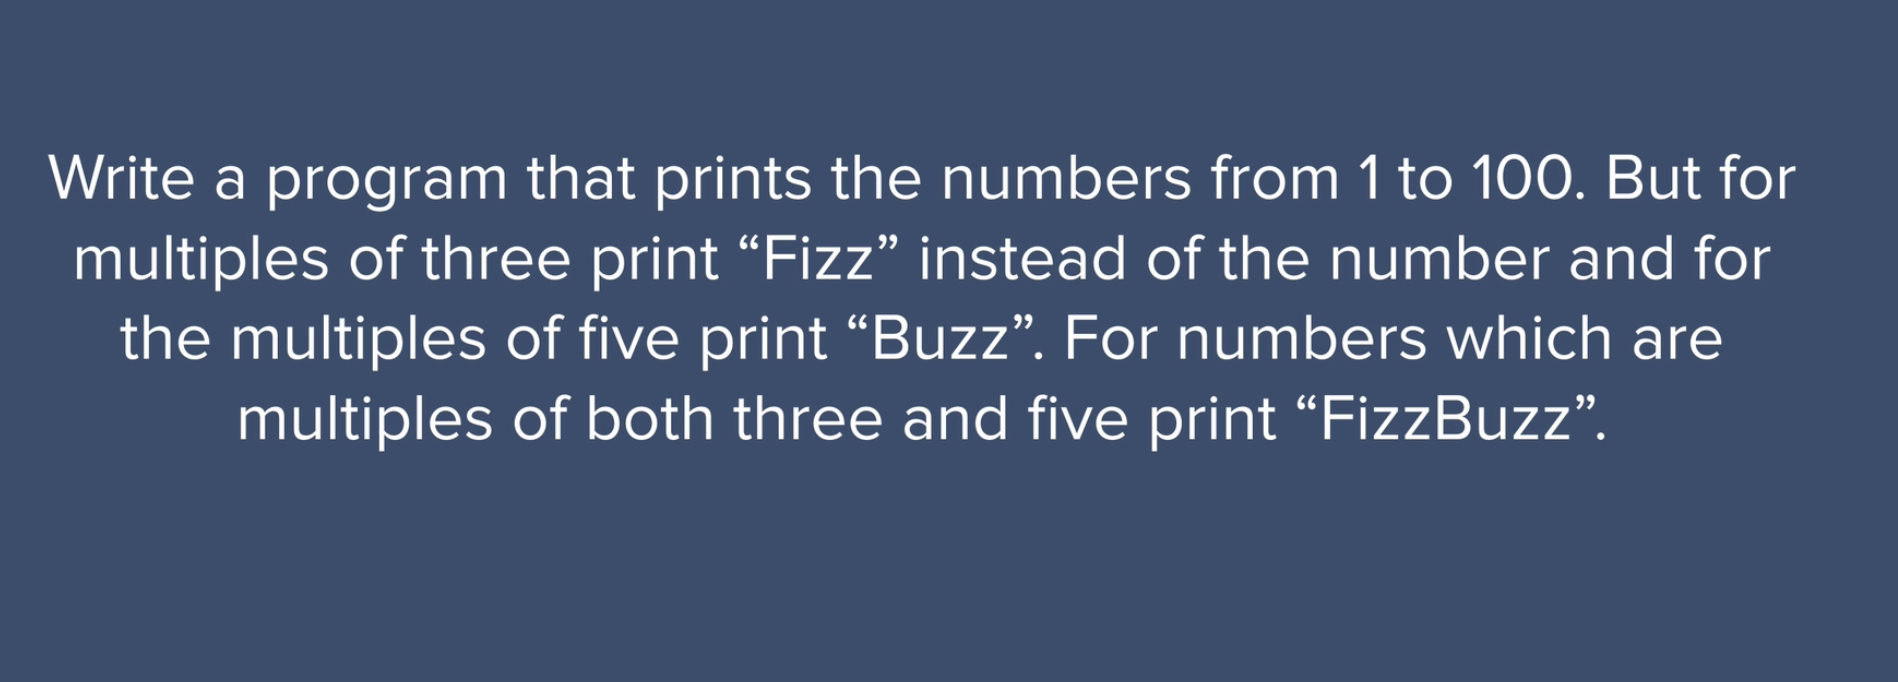 Write a program that prints the numbers from 1 to 100. But for
multiples of three print “Fizz” instead of the number and for
the multiples of five print “Buzz”. For numbers which are
multiples of both three and five print “FizzBuzz”.